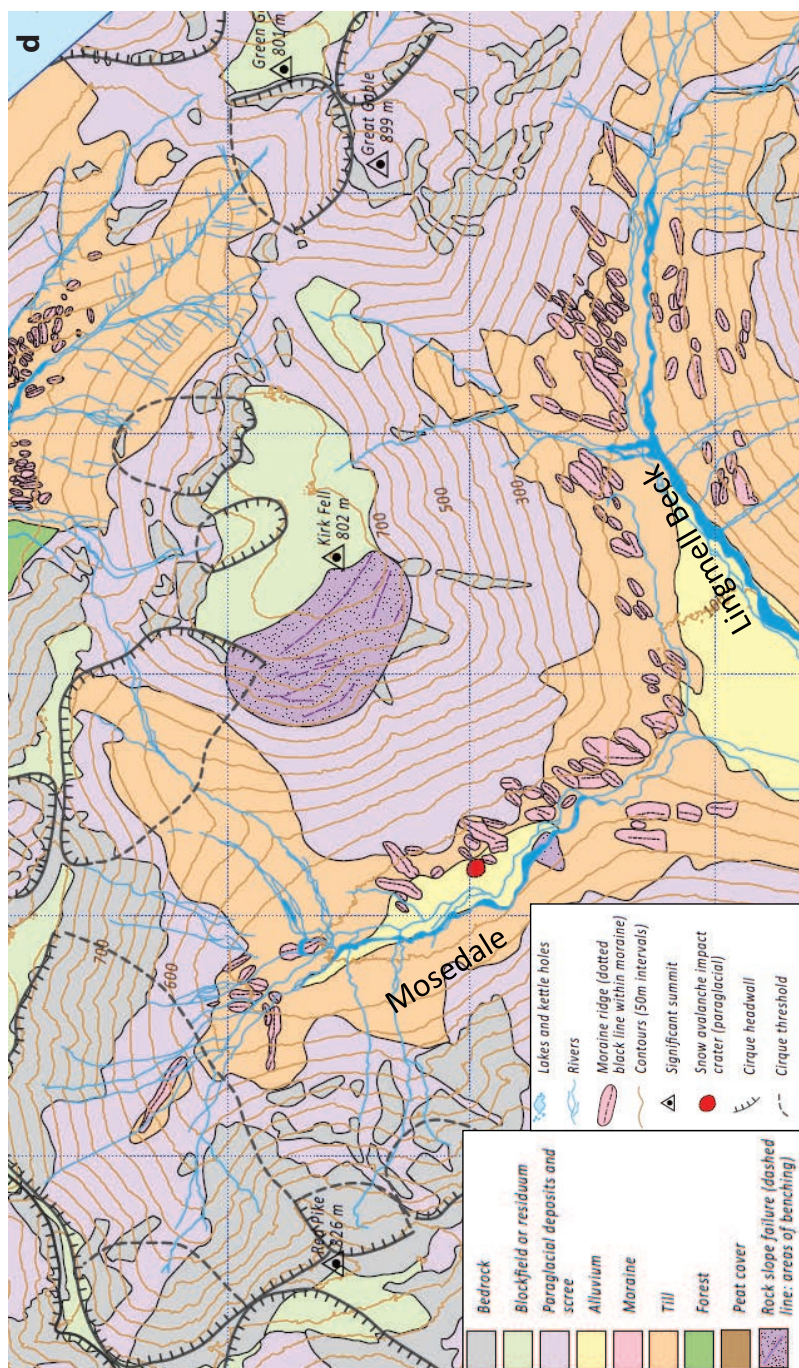 d
Green G
801 m
Great Gable
899 m
Kirk Fell
802 m
700
500
300
Lingmell Beck
Mosedale
700
600
Red Pike
826 m
Bedrock
Blockfield or residuum
Paraglacial deposits and
scree
Alluvium
Moraine
Till
Forest
Peat cover
Rock slope failure (dashed
line: areas of benching)
Lakes and kettle holes
Rivers
Moraine ridge (dotted
black line within moraine)
Contours (50m intervals)
Significant summit
Snow avalanche impact
crater (paraglacial)
Cirque headwall
Cirque threshold